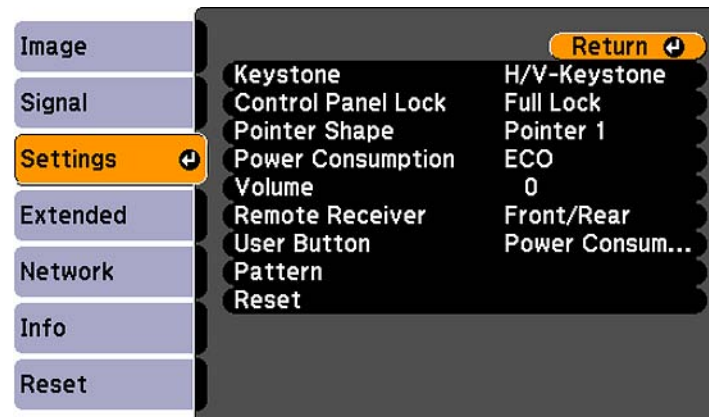 Image
Signal
Settings
Extended
Network
Info
Reset
Return
Keystone H/V-Keystone
Control Panel Lock Full Lock
Pointer Shape Pointer 1
Power Consumption ECO
Volume 0
Remote Receiver Front/Rear
User Button Power Consum...
Pattern
Reset